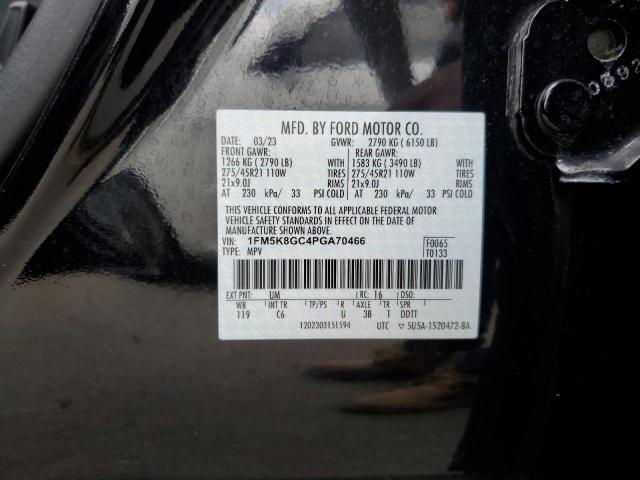 MFD. BY FORD MOTOR CO.
DATE: 03/23 GVWR: 2790 KG ( 6150 LB)
FRONT GAWR: REAR GAWR:
1266 KG ( 2790 LB) WITH 1583 KG ( 3490 LB) WITH
275/45R21 110W TIRES 275/45R21 110W TIRES
21x9.0J RIMS 21x9.0J RIMS
AT 230 kPa/ 33 PSI COLD AT 230 kPa/ 33 PSI COLD
THIS VEHICLE CONFORMS TO ALL APPLICABLE FEDERAL MOTOR
VEHICLE SAFETY STANDARDS IN EFFECT ON THE DATE OF
MANUFACTURE SHOWN ABOVE.
VIN: 1FM5K8GC4PGA70466 F0065
TYPE: MPV T0133
EXT PNT: UM RC: 16 DSO:
WB INT TR TP/PS R AXLE TR SPR
119 C6 U 3B T DDTT
1202303151594 UTC ▽ 5U5A-1520472-BA